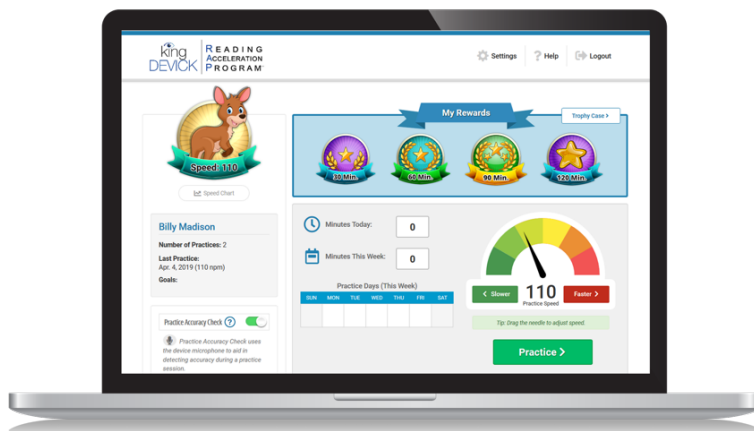 king
DEVICK
READING
ACCELERATION
PROGRAM
Settings
Help
Logout
Speed: 110
Speed Chart
My Rewards
Trophy Case >
30 Min.
60 Min.
90 Min.
120 Min.
Billy Madison
Number of Practices: 2
Last Practice:
Apr. 4, 2019 (110 npm)
Goals:
Minutes Today:
0
Minutes This Week:
0
Practice Days (This Week)
SUN MON TUE WED THU FRI SAT
< Slower
110
Practice Speed
Faster >
Tip: Drag the needle to adjust speed.
Practice >
Practice Accuracy Check ?
Practice Accuracy Check uses
the device microphone to aid in
detecting accuracy during a practice
session.